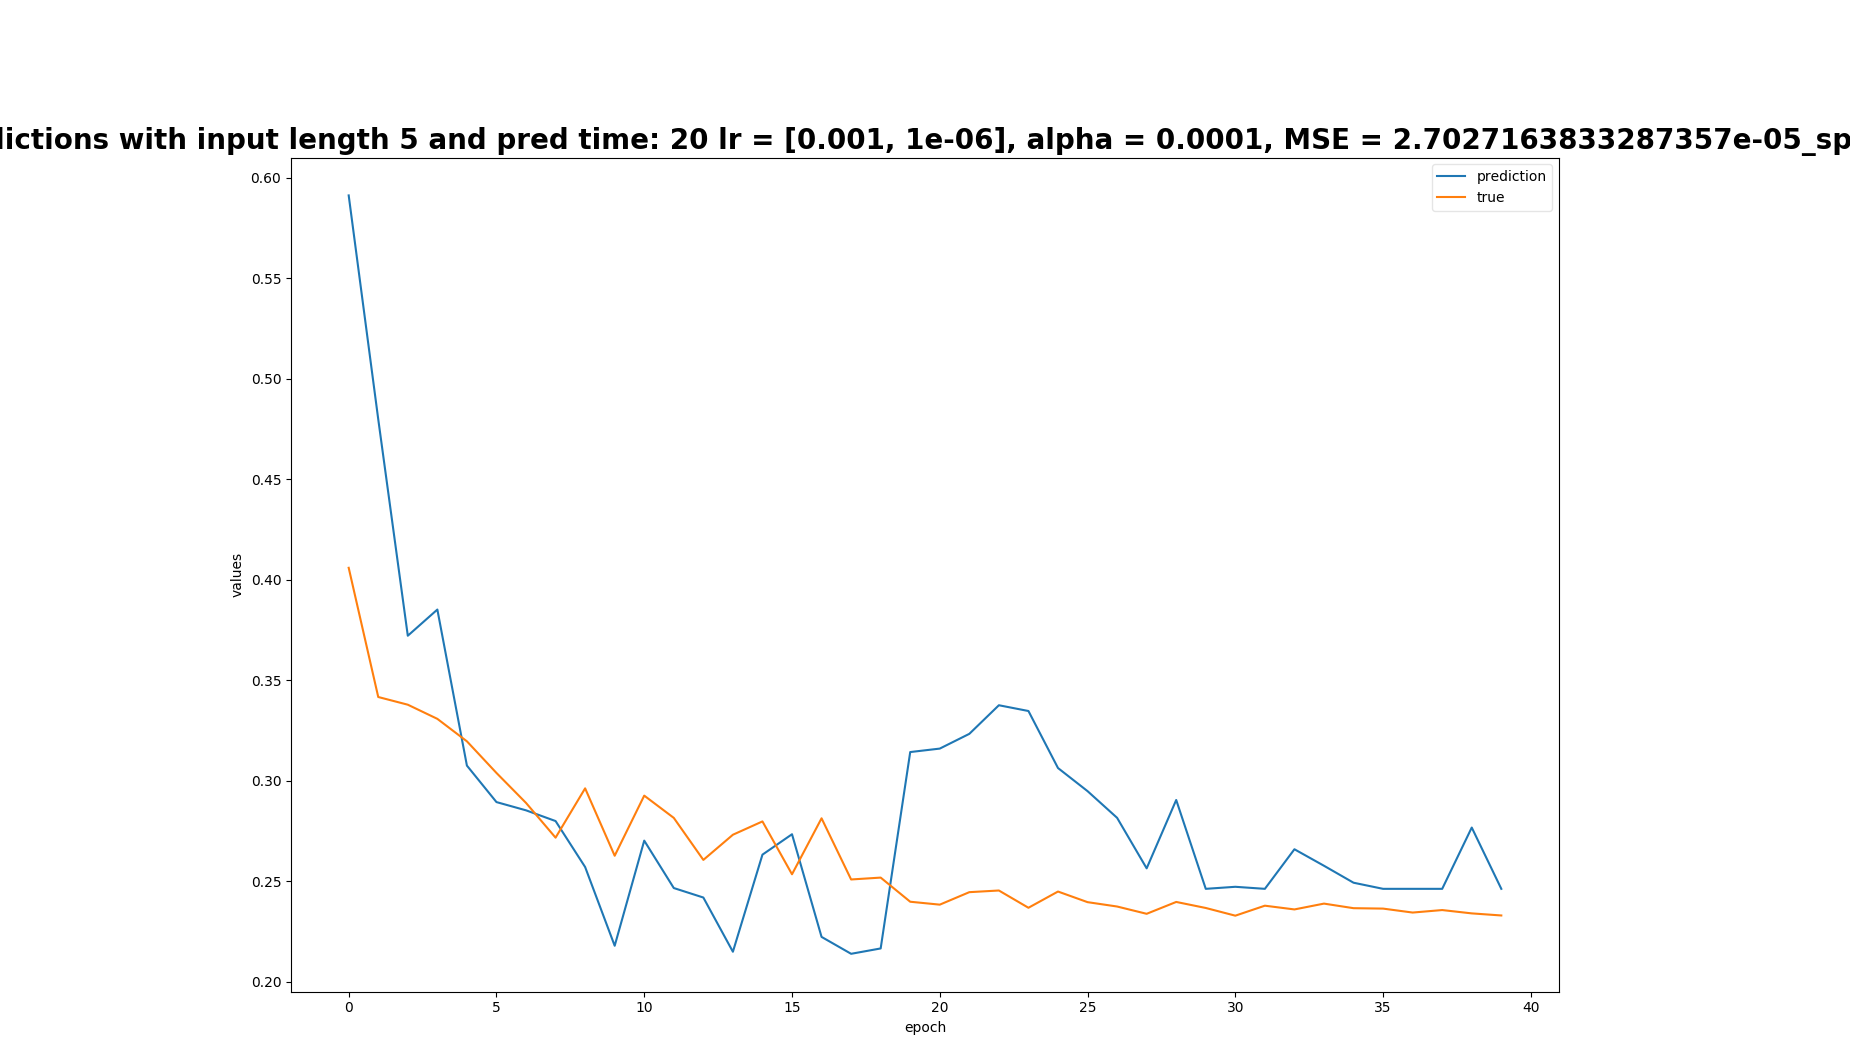 with input length 5 and pred time: 20 lr = [0.001, 1e-06], alpha = 0.0001, MSE = 2.7027163833287357e-05_sp
prediction
true
0.60
0.55
0.50
0.45
0.40
0.35
0.30
0.25
0.20
values
0 5 10 15 20 25 30 35 40
epoch